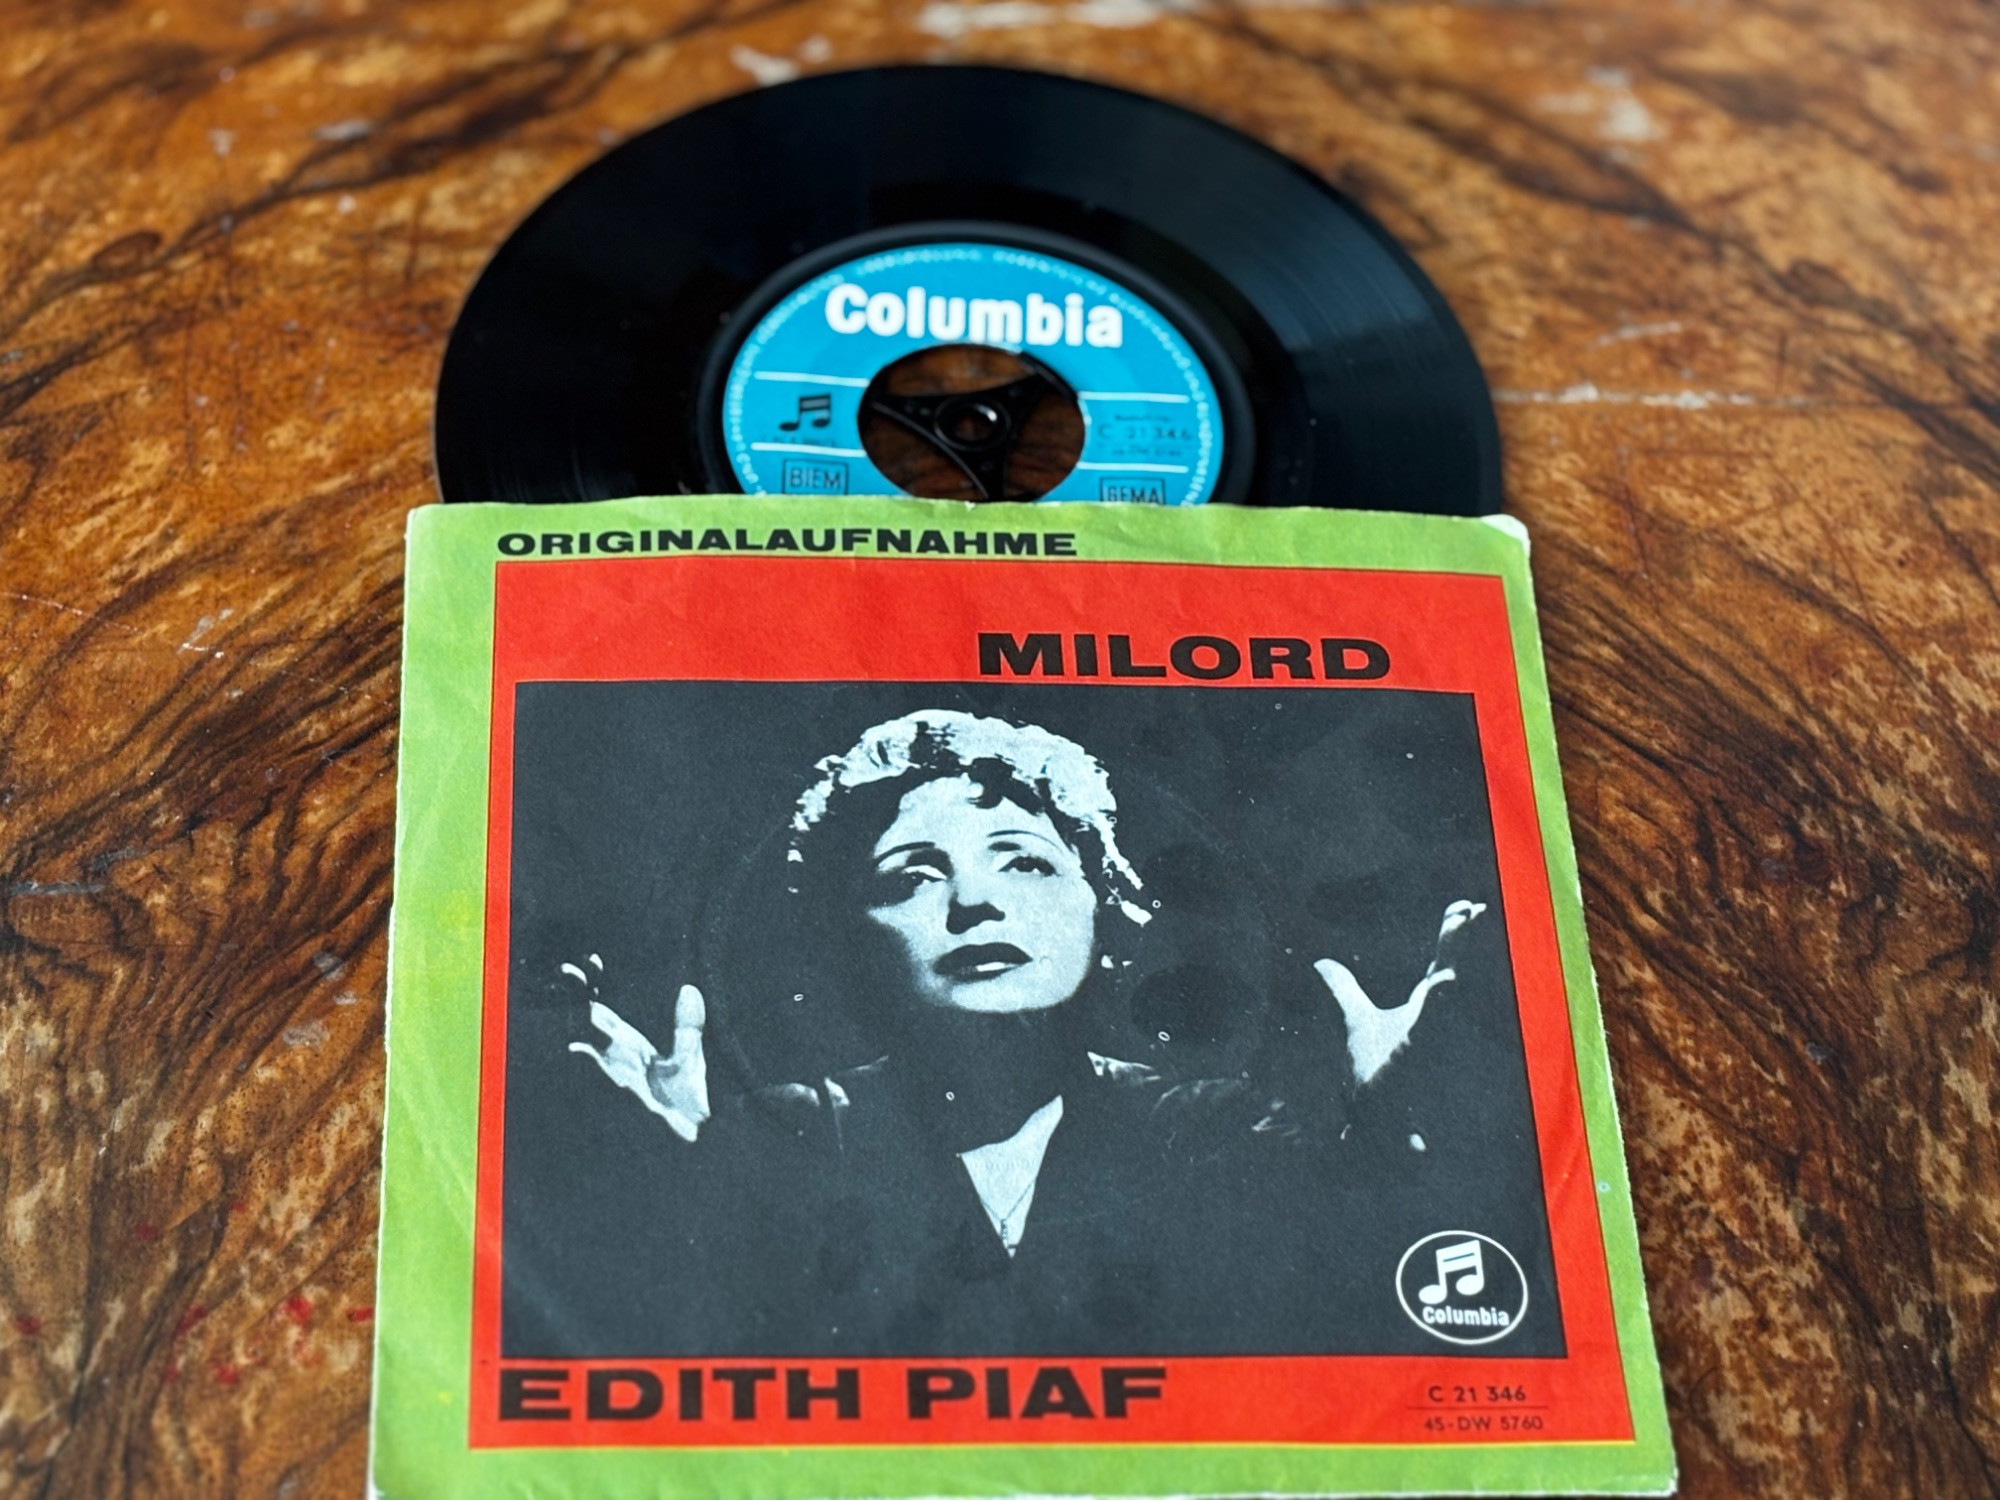 Columbia
C 21 346
BIEM
GEMA
ORIGINALAUFNAHME
MILORD
Columbia
EDITH PIAF
C 21 346
45-DW 5760